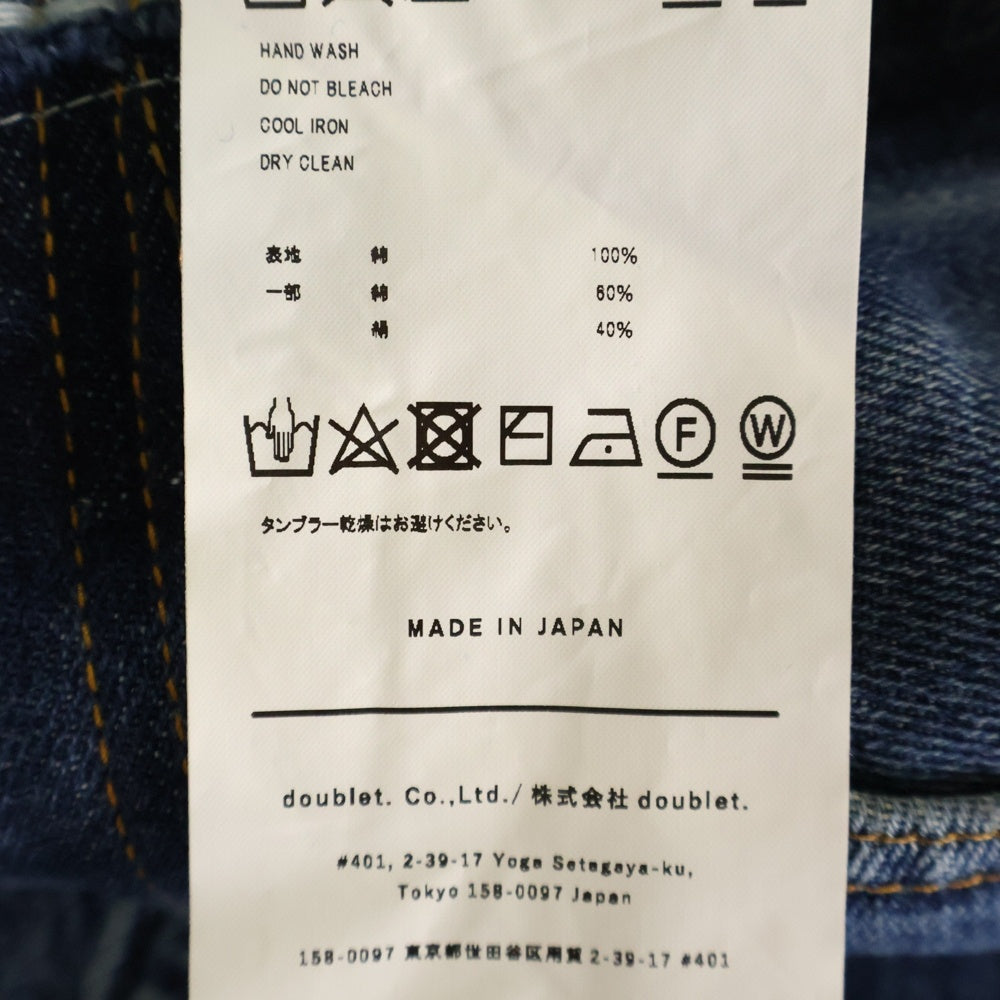 HAND WASH
DO NOT BLEACH
COOL IRON
DRY CLEAN
表地 綿 100%
一部 綿 60%
絹 40%
F W
タンブラー乾燥はお避けください。
MADE IN JAPAN
doublet. Co.,Ltd./ 株式会社 doublet.
#401, 2-39-17 Yoga Setagaya-ku,
Tokyo 158-0097 Japan
158-0097 東京都世田谷区用賀 2-39-17 #401